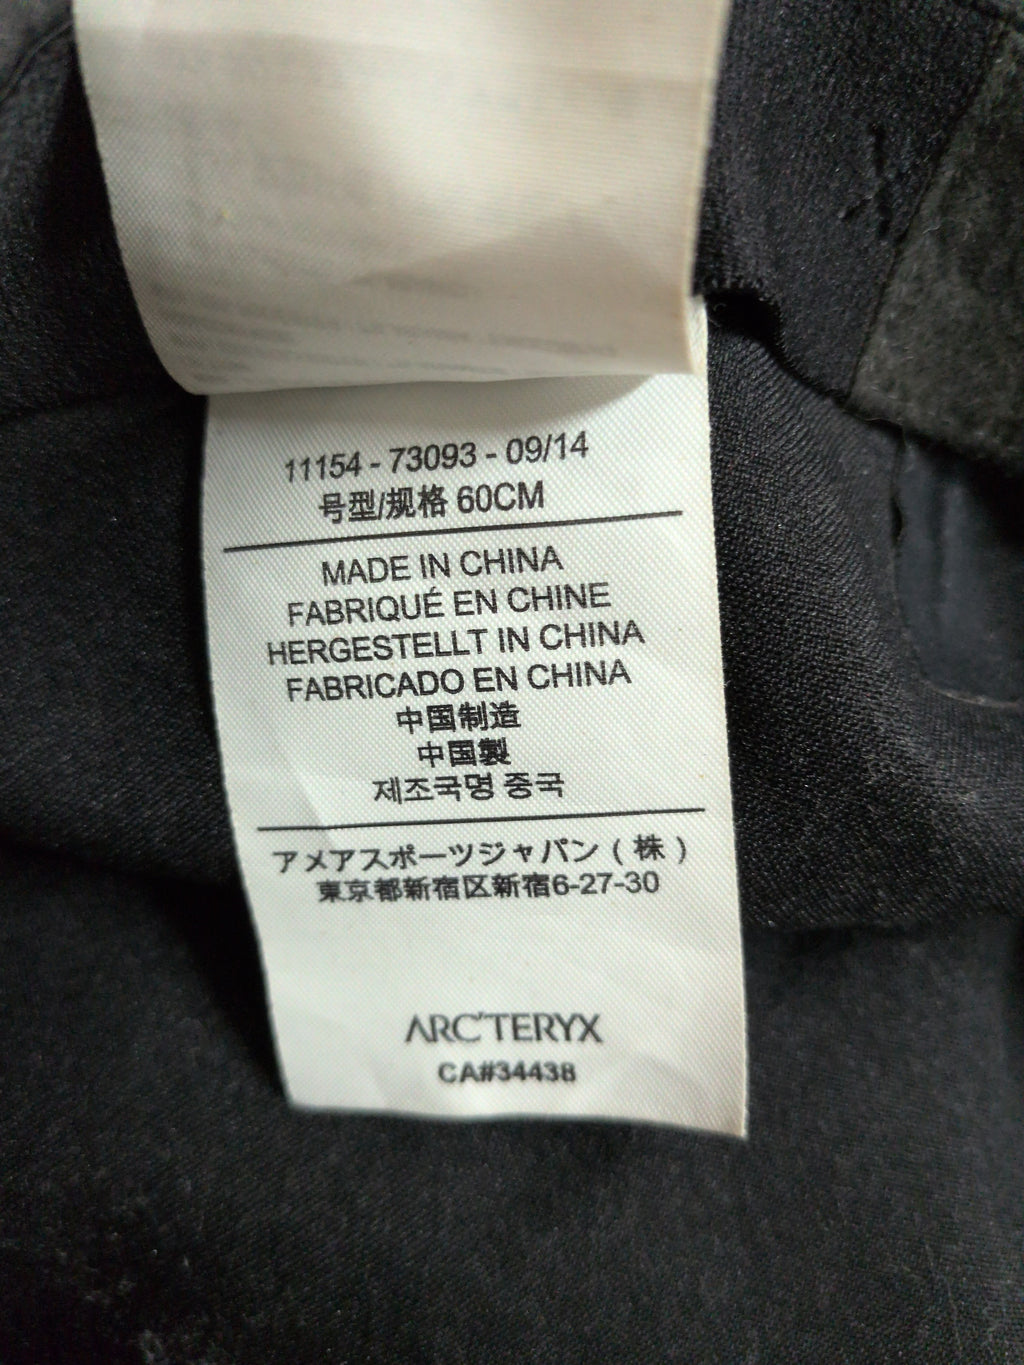 11154 - 73093 - 09/14
号型/规格 60CM
MADE IN CHINA
FABRIQUÉ EN CHINE
HERGESTELLT IN CHINA
FABRICADO EN CHINA
中国制造
中国製
제조국명 중국
アメアスポーツジャパン ( 株 )
東京都新宿区新宿6-27-30
ARC'TERYX
CA#34438